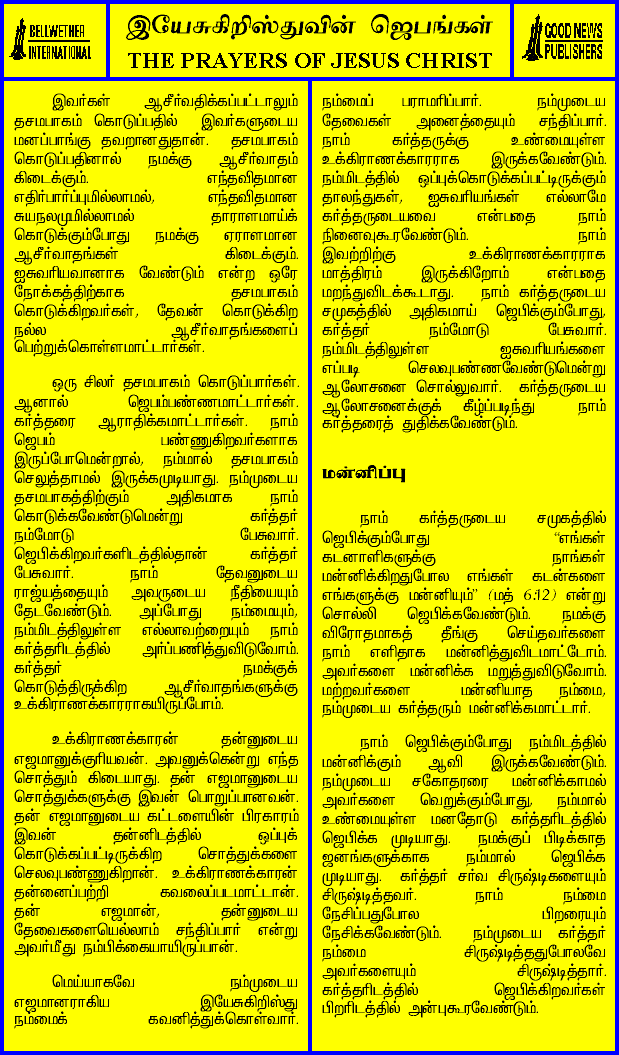 BELLWETHER
INTERNATIONAL
இயேசுகிறிஸ்துவின் ஜெபங்கள்
THE PRAYERS OF JESUS CHRIST
GOOD NEWS
PUBLISHERS
இவர்கள் ஆசீர்வதிக்கப்பட்டாலும்
தசமபாகம் கொடுப்பதில் இவர்களுடைய
மனப்பாங்கு தவறானதுதான். தசமபாகம்
கொடுப்பதினால் நமக்கு ஆசீர்வாதம்
கிடைக்கும். எந்தவிதமான
எதிர்பார்ப்புமில்லாமல், எந்தவிதமான
சுயநலமுமில்லாமல் தாராளமாய்க்
கொடுக்கும்போது நமக்கு ஏராளமான
ஆசீர்வாதங்கள் கிடைக்கும்.
ஐசுவரியவானாக வேண்டும் என்ற ஒரே
நோக்கத்திற்காக தசமபாகம்
கொடுக்கிறவர்கள், தேவன் கொடுக்கிற
நல்ல ஆசீர்வாதங்களைப்
பெற்றுக்கொள்ளமாட்டார்கள்.
ஒரு சிலர் தசமபாகம் கொடுப்பார்கள்.
ஆனால் ஜெபம்பண்ணமாட்டார்கள்.
கர்த்தரை ஆராதிக்கமாட்டார்கள். நாம்
ஜெபம் பண்ணுகிறவர்களாக
இருப்போமென்றால், நம்மால் தசமபாகம்
செலுத்தாமல் இருக்கமுடியாது. நம்முடைய
தசமபாகத்திற்கும் அதிகமாக நாம்
கொடுக்கவேண்டுமென்று கர்த்தர்
நம்மோடு பேசுவார்.
ஜெபிக்கிறவர்களிடத்தில்தான் கர்த்தர்
பேசுவார். நாம் தேவனுடைய
ராஜ்யத்தையும் அவருடைய நீதியையும்
தேடவேண்டும். அப்போது நம்மையும்,
நம்மிடத்திலுள்ள எல்லாவற்றையும் நாம்
கர்த்தரிடத்தில் அர்ப்பணித்துவிடுவோம்.
கர்த்தர் நமக்குக்
கொடுத்திருக்கிற ஆசீர்வாதங்களுக்கு
உக்கிராணக்காரராகயிருப்போம்.
உக்கிராணக்காரன் தன்னுடைய
எஜமானுக்குரியவன். அவனுக்கென்று எந்த
சொத்தும் கிடையாது. தன் எஜமானுடைய
சொத்துக்களுக்கு இவன் பொறுப்பானவன்.
தன் எஜமானுடைய கட்டளையின் பிரகாரம்
இவன் தன்னிடத்தில் ஒப்புக்
கொடுக்கப்பட்டிருக்கிற சொத்துக்களை
செலவுபண்ணுகிறான். உக்கிராணக்காரன்
தன்னைப்பற்றி கவலைப்படமாட்டான்.
தன் எஜமான், தன்னுடைய
தேவைகளையெல்லாம் சந்திப்பார் என்று
அவர்மீது நம்பிக்கையாயிருப்பான்.
மெய்யாகவே நம்முடைய
எஜமானராகிய இயேசுகிறிஸ்து
நம்மைக் கவனித்துக்கொள்வார்.
நம்மைப் பராமரிப்பார். நம்முடைய
தேவைகள் அனைத்தையும் சந்திப்பார்.
நாம் கர்த்தருக்கு உண்மையுள்ள
உக்கிராணக்காரராக இருக்கவேண்டும்.
நம்மிடத்தில் ஒப்புக்கொடுக்கப்பட்டிருக்கும்
தாலந்துகள், ஐசுவரியங்கள் எல்லாமே
கர்த்தருடையவை என்பதை நாம்
நினைவுகூரவேண்டும். நாம்
இவற்றிற்கு உக்கிராணக்காரராக
மாத்திரம் இருக்கிறோம் என்பதை
மறந்துவிடக்கூடாது. நாம் கர்த்தருடைய
சமுகத்தில் அதிகமாய் ஜெபிக்கும்போது,
கர்த்தர் நம்மோடு பேசுவார்.
நம்மிடத்திலுள்ள ஐசுவரியங்களை
எப்படி செலவுபண்ணவேண்டுமென்று
ஆலோசனை சொல்லுவார். கர்த்தருடைய
ஆலோசனைக்குக் கீழ்ப்படிந்து நாம்
கர்த்தரைத் துதிக்கவேண்டும்.
மன்னிப்பு
நாம் கர்த்தருடைய சமுகத்தில்
ஜெபிக்கும்போது "எங்கள்
கடனாளிகளுக்கு நாங்கள்
மன்னிக்கிறதுபோல எங்கள் கடன்களை
எங்களுக்கு மன்னியும்" (மத் 6:12) என்று
சொல்லி ஜெபிக்கவேண்டும். நமக்கு
விரோதமாகத் தீங்கு செய்தவர்களை
நாம் எளிதாக மன்னித்துவிடமாட்டோம்.
அவர்களை மன்னிக்க மறுத்துவிடுவோம்.
மற்றவர்களை மன்னியாத நம்மை,
நம்முடைய கர்த்தரும் மன்னிக்கமாட்டார்.
நாம் ஜெபிக்கும்போது நம்மிடத்தில்
மன்னிக்கும் ஆவி இருக்கவேண்டும்.
நம்முடைய சகோதரரை மன்னிக்காமல்
அவர்களை வெறுக்கும்போது, நம்மால்
உண்மையுள்ள மனதோடு கர்த்தரிடத்தில்
ஜெபிக்க முடியாது. நமக்குப் பிடிக்காத
ஜனங்களுக்காக நம்மால் ஜெபிக்க
முடியாது. கர்த்தர் சர்வ சிருஷ்டிகளையும்
சிருஷ்டித்தவர். நாம் நம்மை
நேசிப்பதுபோல பிறரையும்
நேசிக்கவேண்டும். நம்முடைய கர்த்தர்
நம்மை சிருஷ்டித்ததுபோலவே
அவர்களையும் சிருஷ்டித்தார்.
கர்த்தரிடத்தில் ஜெபிக்கிறவர்கள்
பிறரிடத்தில் அன்புகூரவேண்டும்.